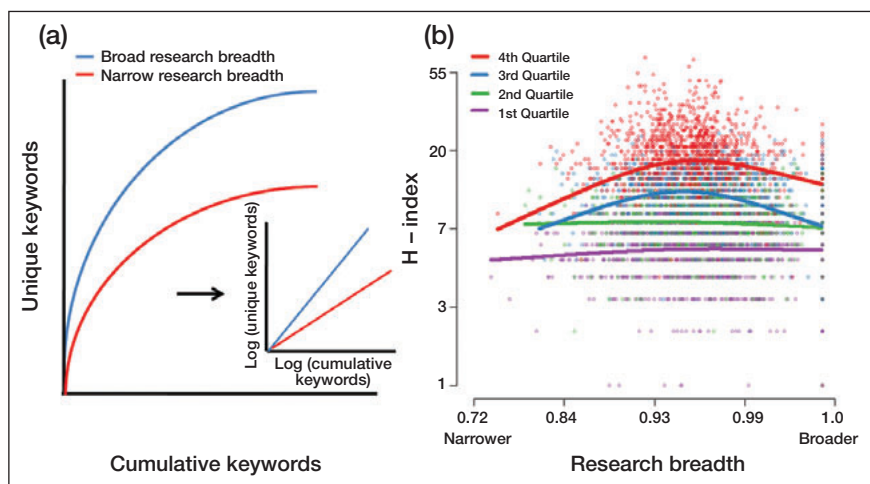 (a)
Broad research breadth
Narrow research breadth
Unique keywords
Log (unique keywords)
Log (cumulative
keywords)
Cumulative keywords
(b)
4th Quartile
3rd Quartile
2nd Quartile
1st Quartile
H – index
55
20
7
3
1
0.72
0.84
0.93
0.99
1.0
Narrower
Broader
Research breadth